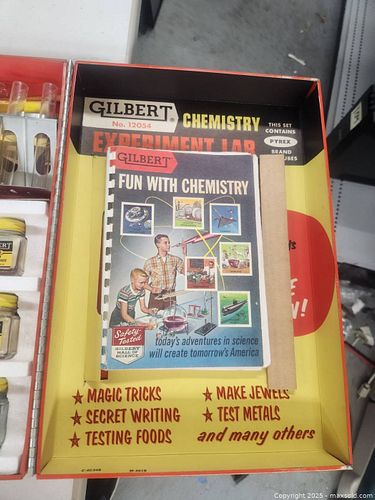 GILBERT
No. 12054
CHEMISTRY
EXPERIMENT LAB
THIS SET
CONTAINS
PYREX
BRAND
GILBERT
FUN WITH CHEMISTRY
Safety-
Tested
GILBERT
HALL OF
SCIENCE
today's adventures in science
will create tomorrow's America
★ MAGIC TRICKS
★ SECRET WRITING
★ TESTING FOODS
★ MAKE JEWELS
★ TEST METALS
and many others
Copyright 2025 - maxsold.com